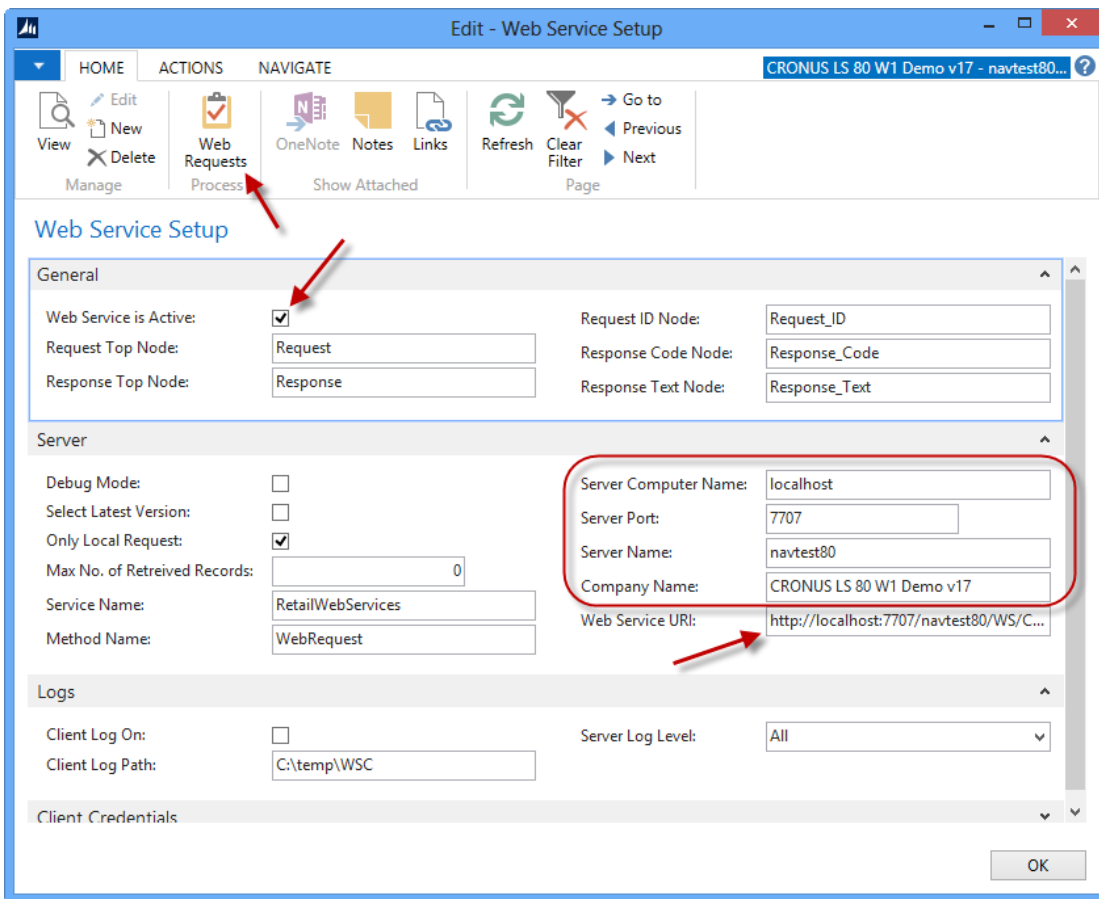 Edit - Web Service Setup
HOME ACTIONS NAVIGATE
CRONUS LS 80 W1 Demo v17 - navtest80...
?
View
Edit
New
Delete
Manage
Web Requests
Process
OneNote
Notes
Links
Show Attached
Refresh
Clear Filter
Go to
Previous
Next
Page
Web Service Setup
General
Web Service is Active:
Request Top Node: Request
Response Top Node: Response
Request ID Node: Request_ID
Response Code Node: Response_Code
Response Text Node: Response_Text
Server
Debug Mode:
Select Latest Version:
Only Local Request:
Max No. of Retreived Records: 0
Service Name: RetailWebServices
Method Name: WebRequest
Server Computer Name: localhost
Server Port: 7707
Server Name: navtest80
Company Name: CRONUS LS 80 W1 Demo v17
Web Service URI: http://localhost:7707/navtest80/WS/C...
Logs
Client Log On:
Client Log Path: C:\temp\WSC
Server Log Level: All
Client Credentials
OK